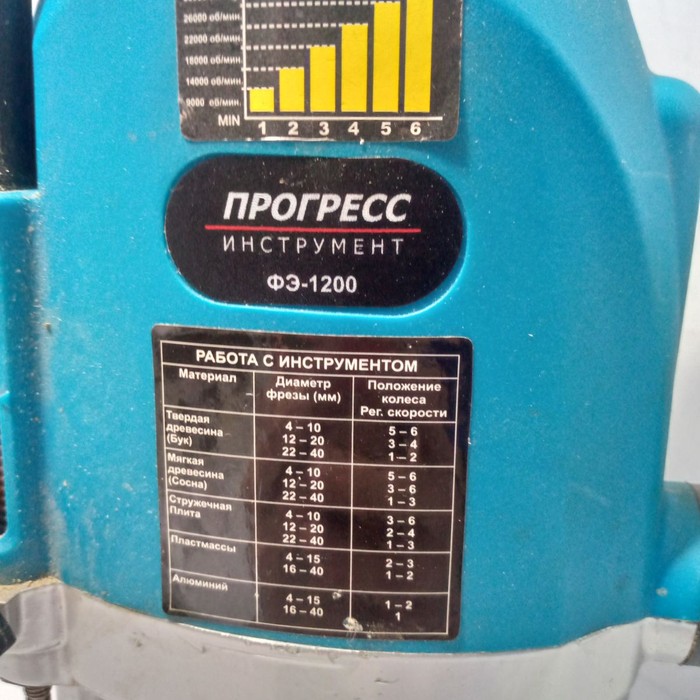 26000 об/мин.
22000 об/мин.
18000 об/мин.
14000 об/мин.
9000 об/мин.
MIN 1 2 3 4 5 6
ПРОГРЕСС
ИНСТРУМЕНТ
ФЭ-1200
РАБОТА С ИНСТРУМЕНТОМ
Материал
Диаметр
фрезы (мм)
Положение
колеса
Рег. скорости
Твердая
древесина
(Бук)
4 – 10
12 – 20
22 – 40
5 – 6
3 – 4
1 – 2
Мягкая
древесина
(Сосна)
4 – 10
12 – 20
22 – 40
5 – 6
3 – 6
1 – 3
Стружечная
Плита
4 – 10
12 – 20
22 – 40
3 – 6
2 – 4
1 – 3
Пластмассы
4 – 15
16 – 40
2 – 3
1 – 2
Алюминий
4 – 15
16 – 40
1 – 2
1